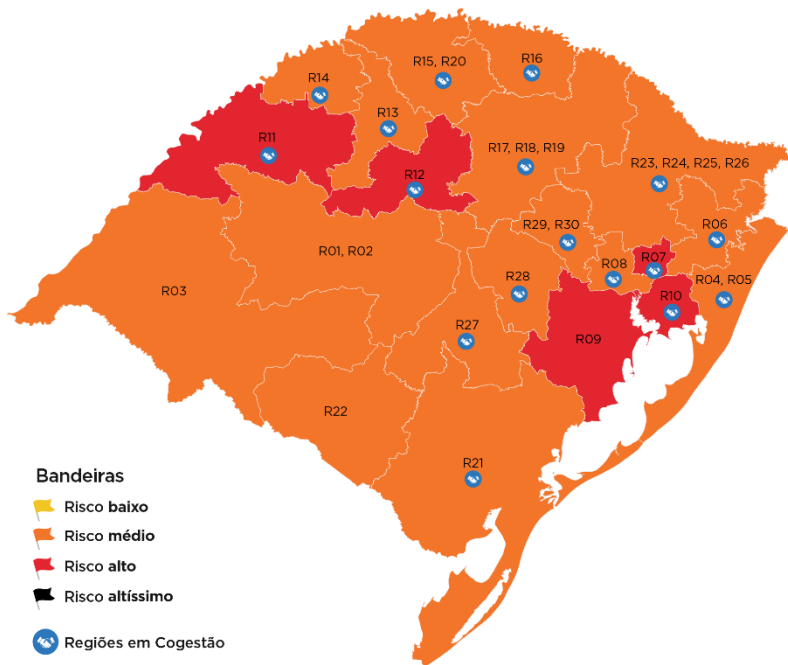 R15, R20
R16
R14
R13
R11
R17, R18, R19
R12
R23, R24, R25, R26
R29, R30
R06
R01, R02
R07
R08
R04, R05
R03
R28
R10
R27
R09
R22
R21
Bandeiras
Risco baixo
Risco médio
Risco alto
Risco altíssimo
Regiões em Cogestão